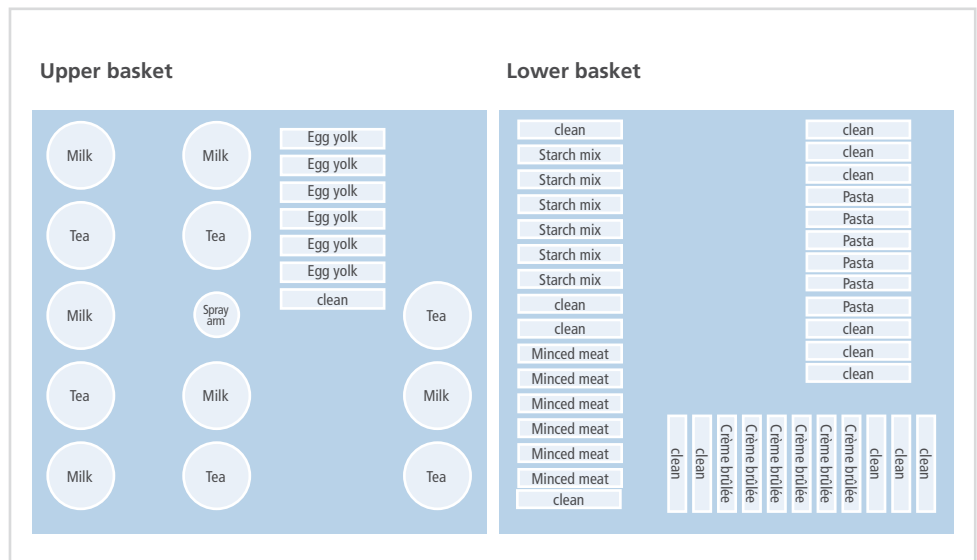 Upper basket
Milk
Tea
Milk
Tea
Milk
Milk
Tea
Spray
arm
Milk
Tea
Egg yolk
Egg yolk
Egg yolk
Egg yolk
Egg yolk
Egg yolk
clean
Tea
Milk
Tea
Lower basket
clean
Starch mix
Starch mix
Starch mix
Starch mix
Starch mix
Starch mix
clean
clean
Minced meat
Minced meat
Minced meat
Minced meat
Minced meat
Minced meat
clean
clean
clean
clean
Pasta
Pasta
Pasta
Pasta
Pasta
Pasta
clean
clean
clean
clean
clean
Crème brûlée
Crème brûlée
Crème brûlée
Crème brûlée
Crème brûlée
Crème brûlée
clean
clean
clean